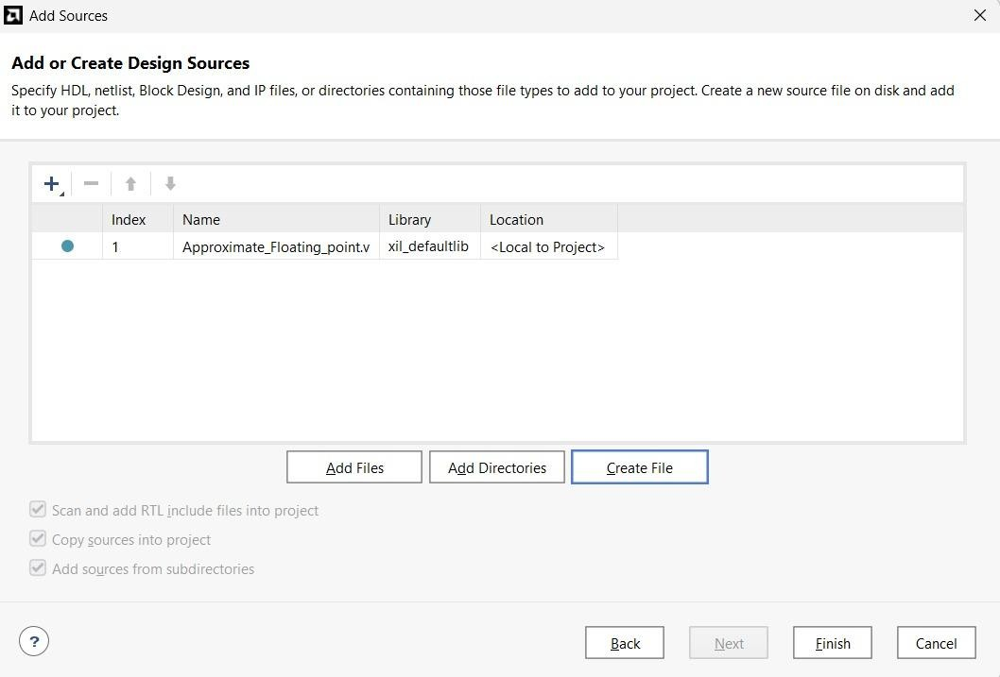 Add Sources
Add or Create Design Sources
Specify HDL, netlist, Block Design, and IP files, or directories containing those file types to add to your project. Create a new source file on disk and add
it to your project.
Index Name Library Location
1 Approximate_Floating_point.v xil_defaultlib <Local to Project>
Add Files Add Directories Create File
Scan and add RTL include files into project
Copy sources into project
Add sources from subdirectories
? Back Next Finish Cancel